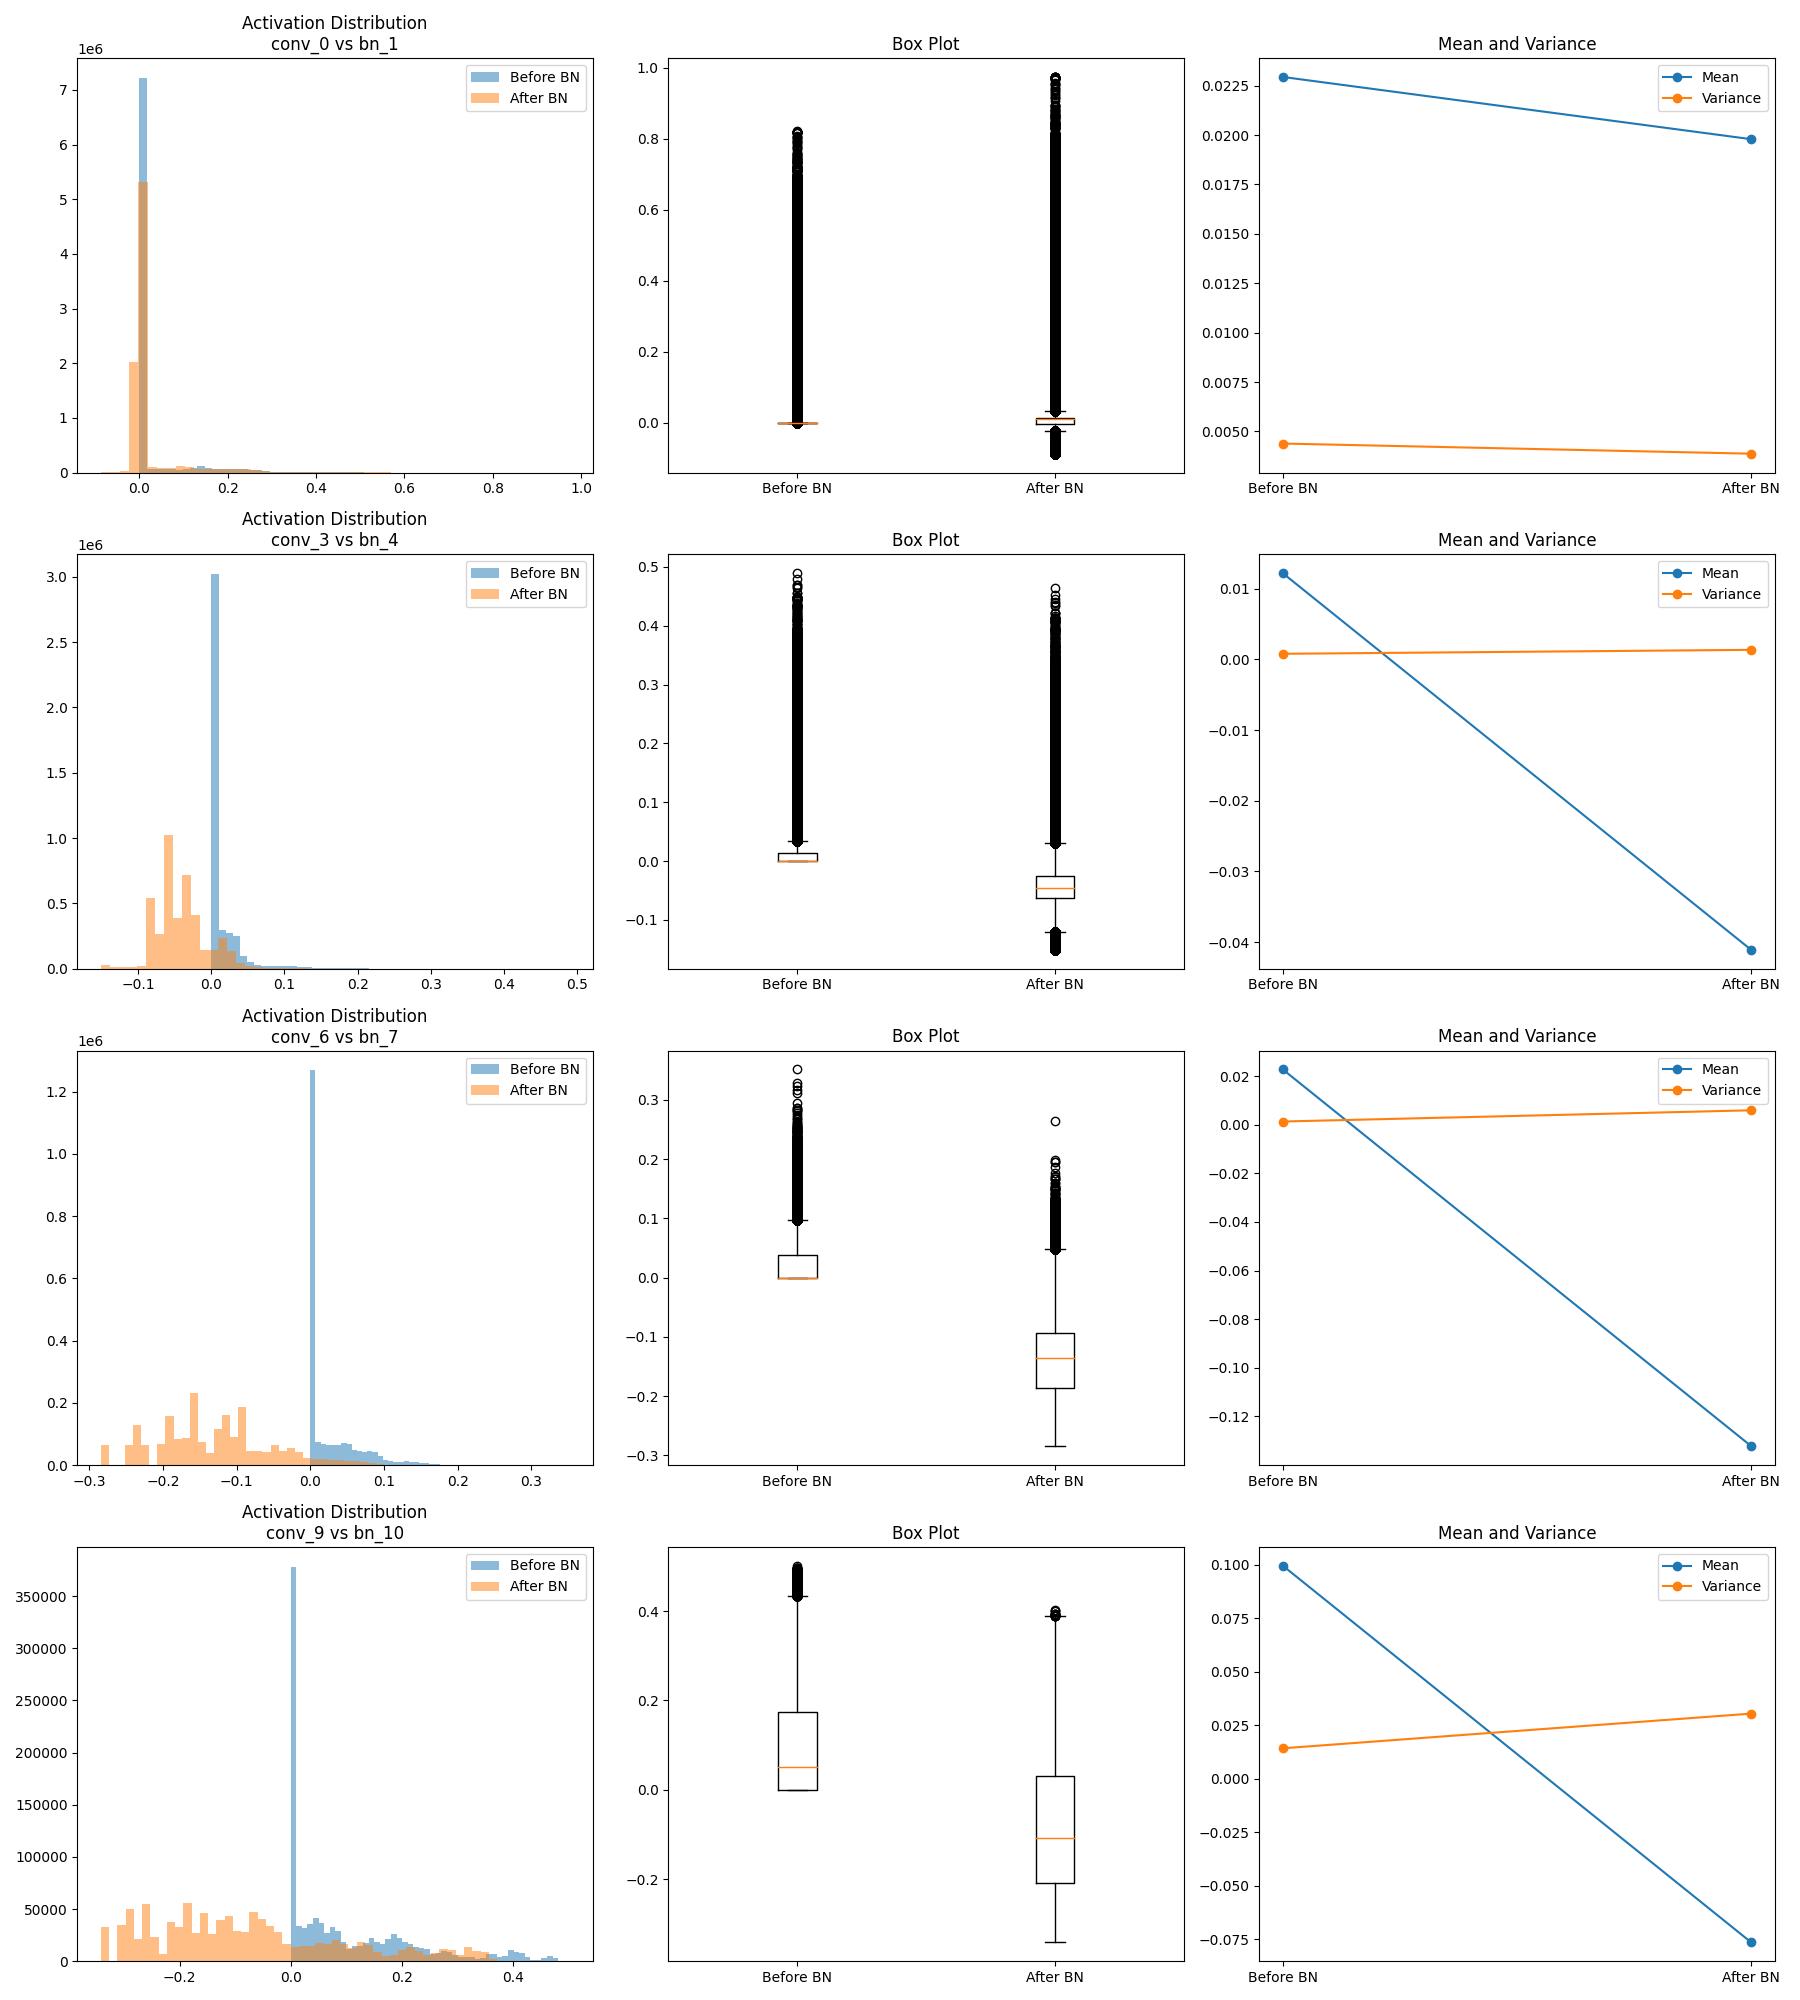 Activation Distribution
conv_0 vs bn_1
1e6
Before BN
After BN
7
6
5
4
3
2
1
0
0.0 0.2 0.4 0.6 0.8 1.0
Box Plot
1.0
0.8
0.6
0.4
0.2
0.0
Before BN After BN
Mean and Variance
Mean
Variance
0.0225
0.0200
0.0175
0.0150
0.0125
0.0100
0.0075
0.0050
Before BN After BN
Activation Distribution
conv_3 vs bn_4
1e6
Before BN
After BN
3.0
2.5
2.0
1.5
1.0
0.5
0.0
−0.1 0.0 0.1 0.2 0.3 0.4 0.5
Box Plot
0.5
0.4
0.3
0.2
0.1
0.0
−0.1
Before BN After BN
Mean and Variance
Mean
Variance
0.01
0.00
−0.01
−0.02
−0.03
−0.04
Before BN After BN
Activation Distribution
conv_6 vs bn_7
1e6
Before BN
After BN
1.2
1.0
0.8
0.6
0.4
0.2
0.0
−0.3 −0.2 −0.1 0.0 0.1 0.2 0.3
Box Plot
0.3
0.2
0.1
0.0
−0.1
−0.2
−0.3
Before BN After BN
Mean and Variance
Mean
Variance
0.02
0.00
−0.02
−0.04
−0.06
−0.08
−0.10
−0.12
Before BN After BN
Activation Distribution
conv_9 vs bn_10
Before BN
After BN
350000
300000
250000
200000
150000
100000
50000
0
−0.2 0.0 0.2 0.4
Box Plot
0.4
0.2
0.0
−0.2
Before BN After BN
Mean and Variance
Mean
Variance
0.100
0.075
0.050
0.025
0.000
−0.025
−0.050
−0.075
Before BN After BN